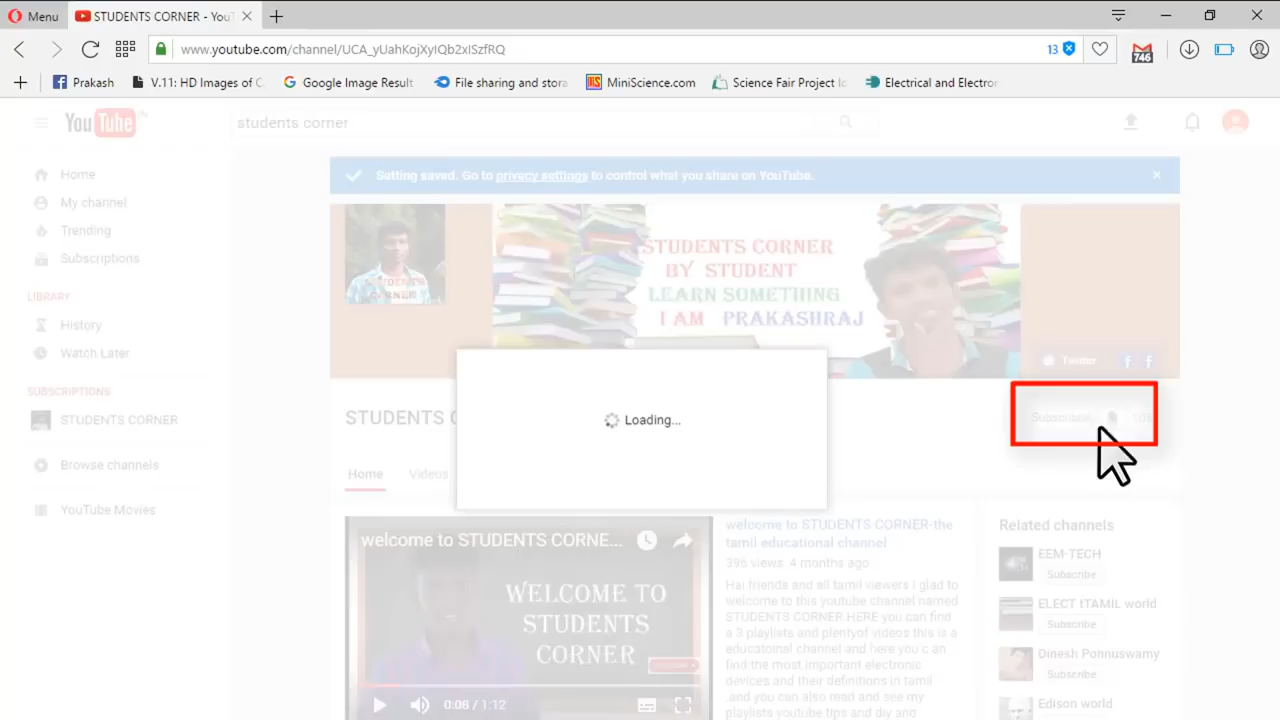 Menu
STUDENTS CORNER - You
www.youtube.com/channel/UCA_yUahKojXyIQb2xISzfRQ
13
746
Prakash
V.11: HD Images of C
Google Image Result
File sharing and stora
MiniScience.com
Science Fair Project Id
Electrical and Electron
YouTube
students corner
Home
My channel
Trending
Subscriptions
LIBRARY
History
Watch Later
SUBSCRIPTIONS
STUDENTS CORNER
Browse channels
YouTube Movies
Setting saved. Go to privacy settings to control what you share on YouTube.
STUDENTS
CORNER
STUDENTS CORNER
BY STUDENT
LEARN SOMETHING
I AM PRAKASHRAJ
Twitter
STUDENTS C
Loading...
Subscribed
Home
Videos
welcome to STUDENTS CORNE...
WELCOME TO
STUDENTS
CORNER
0:08 / 1:12
welcome to STUDENTS CORNER-the
tamil educational channel
396 views 4 months ago
Hai friends and all tamil viewers i glad to
welcome to this youtube channel named
STUDENTS CORNER HERE you can find
a 3 playlists and plentyof videos this is a
educatoinal channel and here you c an
find the most important electronic
devices and their definitions in tamil
.and you can also read and see my
playlists youtube tips and diy and
Related channels
EEM-TECH
Subscribe
ELECT tTAMIL world
Subscribe
Dinesh Ponnuswamy
Subscribe
Edison world